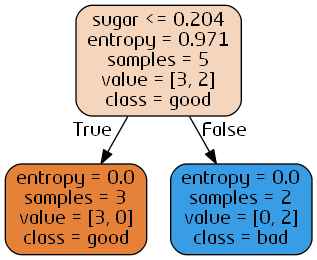 sugar <= 0.204
entropy = 0.971
samples = 5
value = [3, 2]
class = good
True
False
entropy = 0.0
samples = 3
value = [3, 0]
class = good
entropy = 0.0
samples = 2
value = [0, 2]
class = bad